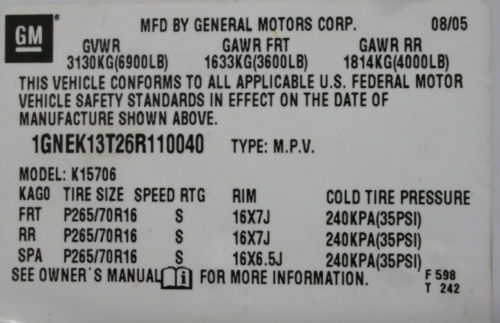 GM ® MFD BY GENERAL MOTORS CORP. 08/05
GVWR GAWR FRT GAWR RR
3130KG(6900LB) 1633KG(3600LB) 1814KG(4000LB)
THIS VEHICLE CONFORMS TO ALL APPLICABLE U.S. FEDERAL MOTOR
VEHICLE SAFETY STANDARDS IN EFFECT ON THE DATE OF
MANUFACTURE SHOWN ABOVE.
1GNEK13T26R110040 TYPE: M.P.V.
MODEL: K15706
KAGO TIRE SIZE SPEED RTG RIM COLD TIRE PRESSURE
FRT P265/70R16 S 16X7J 240KPA(35PSI)
RR P265/70R16 S 16X7J 240KPA(35PSI)
SPA P265/70R16 S 16X6.5J 240KPA(35PSI)
SEE OWNER'S MANUAL i FOR MORE INFORMATION. F 598
T 242